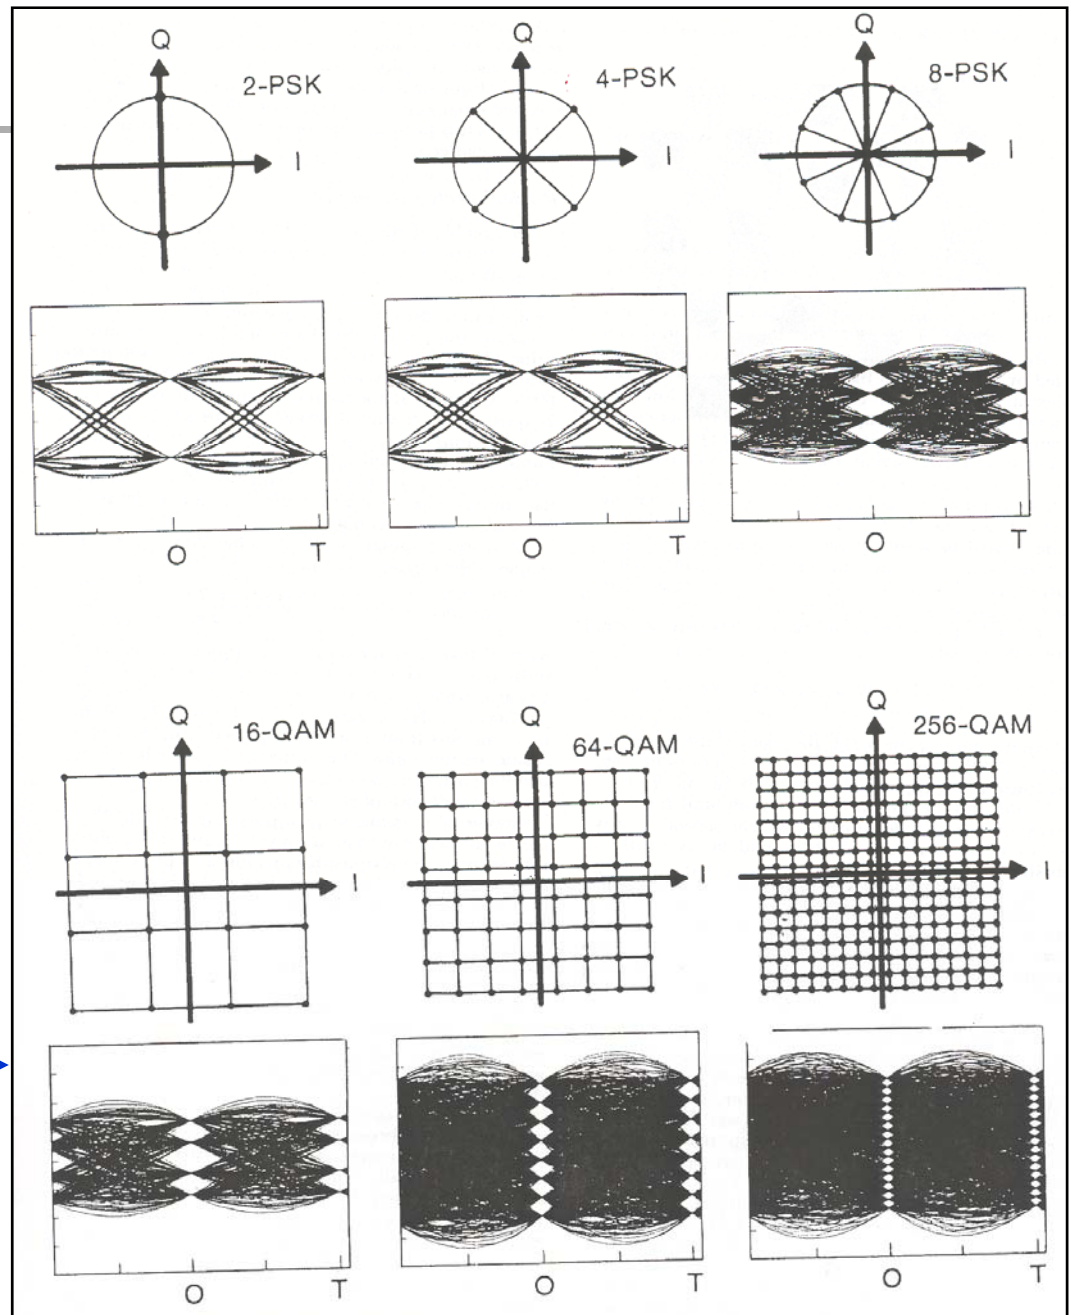 Q
2-PSK
I
Q
4-PSK
I
Q
8-PSK
I
O T
O T
O T
Q
16-QAM
I
Q
64-QAM
I
Q
256-QAM
I
O T
O T
O T